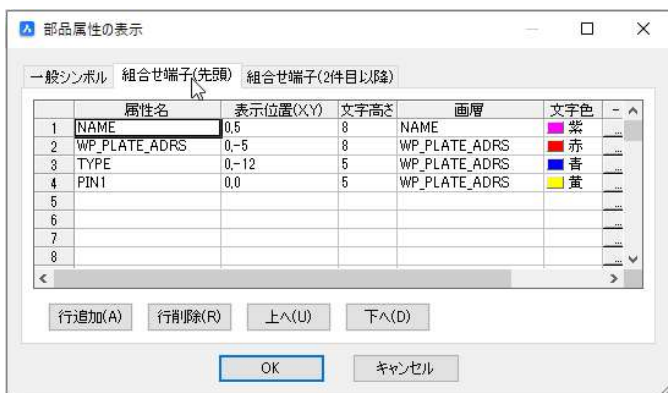 部品属性の表示
一般シンボル 組合せ端子(先頭) 組合せ端子(2件目以降)
属性名 表示位置(X,Y) 文字高さ 画層 文字色 -
1 NAME 0,5 8 NAME 紫 ...
2 WP_PLATE_ADRS 0,-5 8 WP_PLATE_ADRS 赤 ...
3 TYPE 0,-12 5 WP_PLATE_ADRS 青 ...
4 PIN1 0,0 5 WP_PLATE_ADRS 黄 ...
5 ...
6 ...
7 ...
8 ...
行追加(A) 行削除(R) 上へ(U) 下へ(D)
OK キャンセル